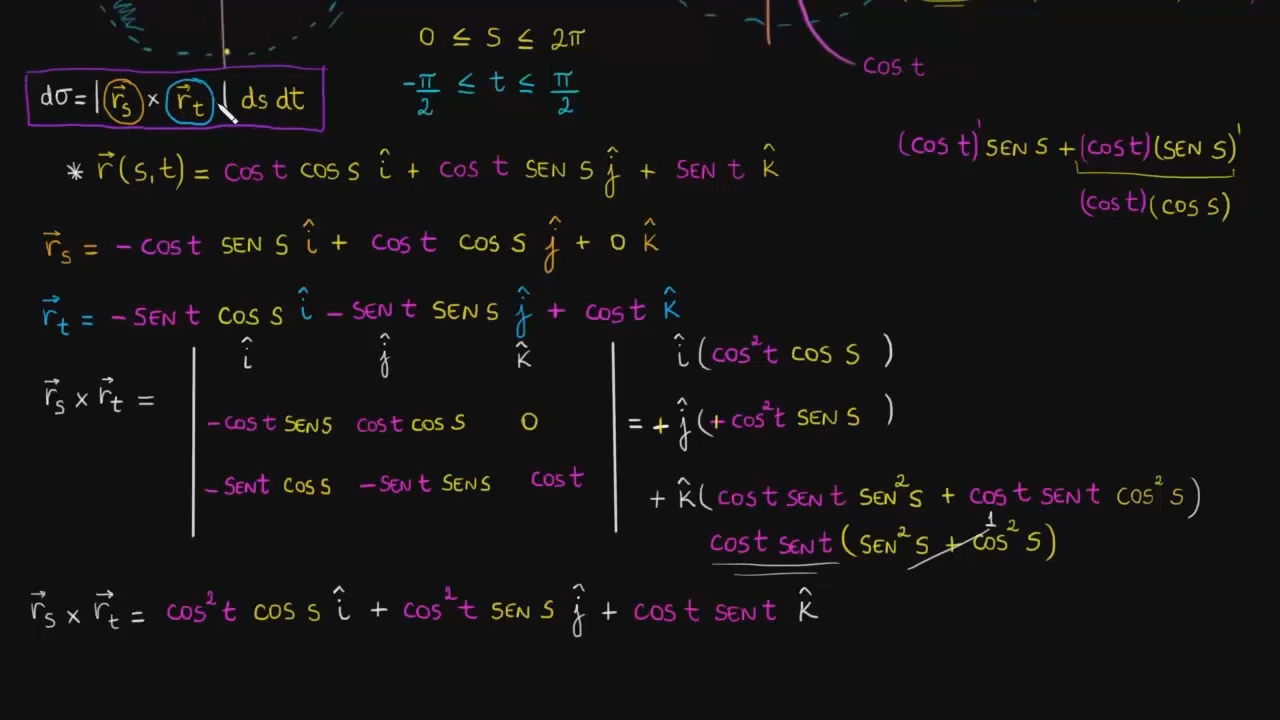 0 ≤ S ≤ 2π
cos t
-π/2 ≤ t ≤ π/2
dσ = |r⃗s × r⃗t| ds dt
(cos t)' SEN S + (cos t)(SEN S)'
* r⃗(s,t) = cos t cos s î + cos t SEN S ĵ + SEN t k̂
(cos t)(cos s)
r⃗s = - cos t SEN S î + cos t cos s ĵ + 0 k̂
r⃗t = - SEN t cos s î - SEN t SEN S ĵ + cos t k̂
î ĵ k̂
î (cos²t cos s )
r⃗s × r⃗t =
-cos t SEN S cos t cos s 0
= + ĵ (+ cos²t SEN S )
-SEN t cos s -SEN t SEN S cos t
+ k̂ (cos t SEN t SEN²S + cos t SEN t cos²S)
1
cos t SEN t (SEN²S + cos²S)
r⃗s × r⃗t = cos²t cos s î + cos²t SEN S ĵ + cos t SEN t k̂